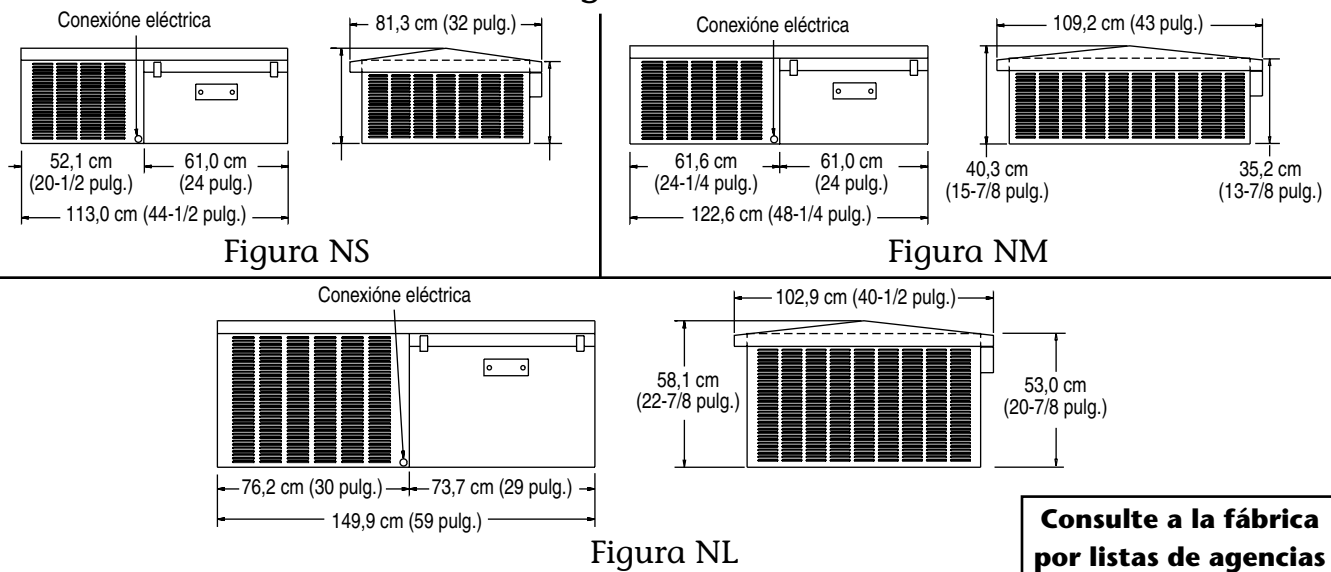 Conexióne eléctrica
81,3 cm (32 pulg.)
52,1 cm
(20-1/2 pulg.)
61,0 cm
(24 pulg.)
113,0 cm (44-1/2 pulg.)
Figura NS
Conexióne eléctrica
109,2 cm (43 pulg.)
61,6 cm
(24-1/4 pulg.)
61,0 cm
(24 pulg.)
122,6 cm (48-1/4 pulg.)
40,3 cm
(15-7/8 pulg.)
35,2 cm
(13-7/8 pulg.)
Figura NM
Conexióne eléctrica
102,9 cm (40-1/2 pulg.)
58,1 cm
(22-7/8 pulg.)
53,0 cm
(20-7/8 pulg.)
76,2 cm (30 pulg.)
73,7 cm (29 pulg.)
149,9 cm (59 pulg.)
Figura NL
Consulte a la fábrica
por listas de agencias